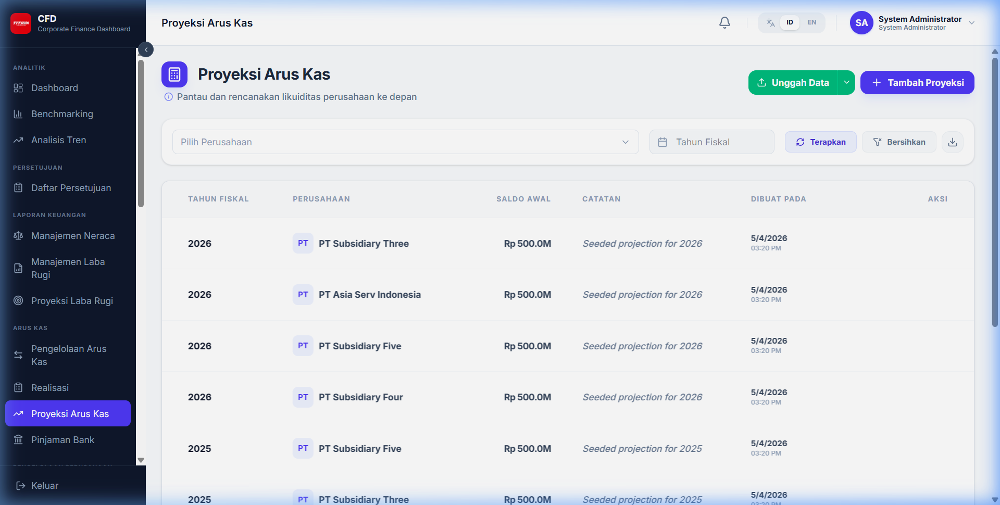 TITAN
CFD
Corporate Finance Dashboard
ANALITIK
Dashboard
Benchmarking
Analisis Tren
PERSETUJUAN
Daftar Persetujuan
LAPORAN KEUANGAN
Manajemen Neraca
Manajemen Laba
Rugi
Proyeksi Laba Rugi
ARUS KAS
Pengelolaan Arus
Kas
Realisasi
Proyeksi Arus Kas
Pinjaman Bank
Keluar
Proyeksi Arus Kas
ID
EN
SA
System Administrator
System Administrator
Proyeksi Arus Kas
Pantau dan rencanakan likuiditas perusahaan ke depan
Unggah Data
Tambah Proyeksi
Pilih Perusahaan
Tahun Fiskal
Terapkan
Bersihkan
TAHUN FISKAL PERUSAHAAN SALDO AWAL CATATAN DIBUAT PADA AKSI
2026 PT PT Subsidiary Three Rp 500.0M Seeded projection for 2026 5/4/2026
03:20 PM
2026 PT PT Asia Serv Indonesia Rp 500.0M Seeded projection for 2026 5/4/2026
03:20 PM
2026 PT PT Subsidiary Five Rp 500.0M Seeded projection for 2026 5/4/2026
03:20 PM
2026 PT PT Subsidiary Four Rp 500.0M Seeded projection for 2026 5/4/2026
03:20 PM
2025 PT PT Subsidiary Five Rp 500.0M Seeded projection for 2025 5/4/2026
03:20 PM
2025 PT PT Subsidiary Three Rp 500.0M Seeded projection for 2025 5/4/2026
03:20 PM